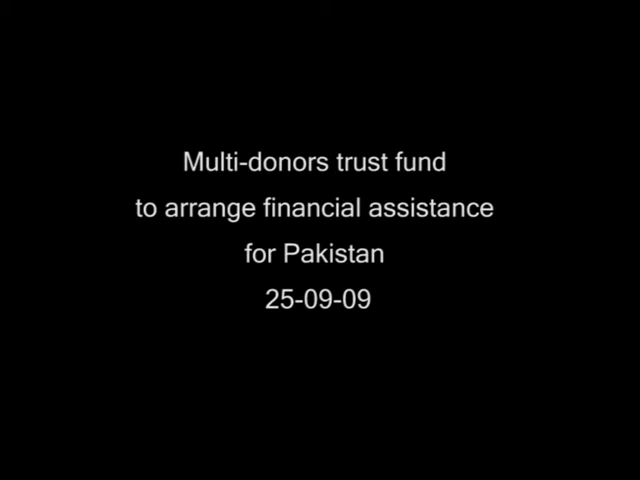 Multi-donors trust fund
to arrange financial assistance
for Pakistan
25-09-09